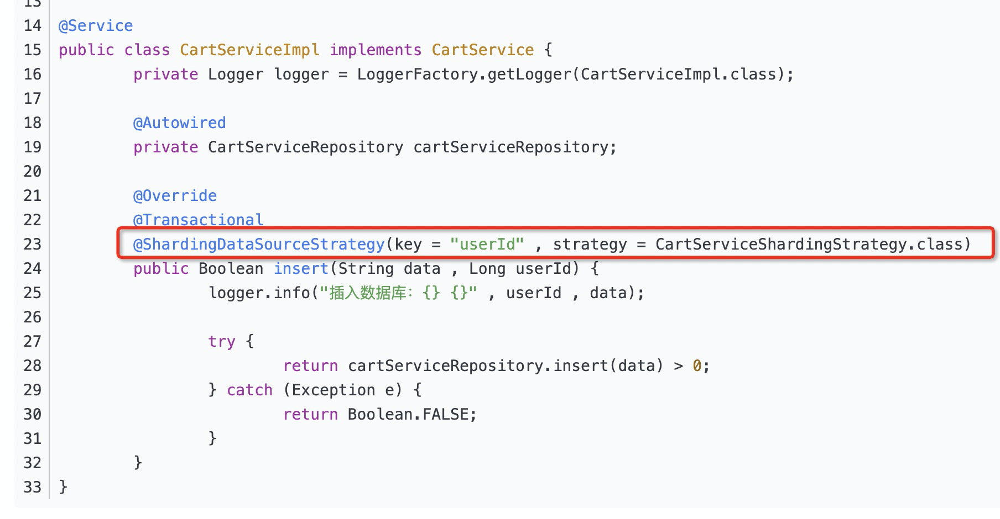 13
14 @Service
15 public class CartServiceImpl implements CartService {
16 private Logger logger = LoggerFactory.getLogger(CartServiceImpl.class);
17
18 @Autowired
19 private CartServiceRepository cartServiceRepository;
20
21 @Override
22 @Transactional
23 @ShardingDataSourceStrategy(key = "userId" , strategy = CartServiceShardingStrategy.class)
24 public Boolean insert(String data , Long userId) {
25 logger.info("插入数据库：{} {}" , userId , data);
26
27 try {
28 return cartServiceRepository.insert(data) > 0;
29 } catch (Exception e) {
30 return Boolean.FALSE;
31 }
32 }
33 }